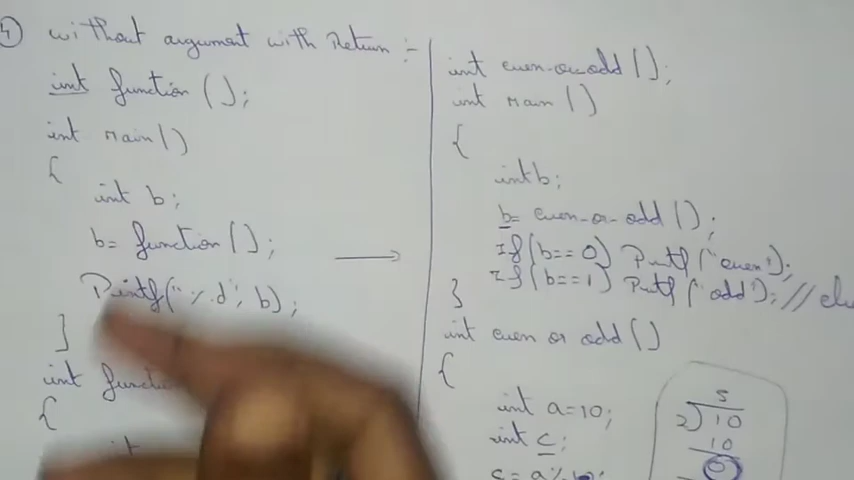 4) without argument with Return :-
int function ();
int main()
{
int b;
b= function ();
Printf("%d", b);
}
int
{
int even-or-odd ();
int main ()
{
int b;
b= even-or-odd ();
If (b==0) Printf ("even");
If (b==1) Printf ("odd"); //
}
int even or odd ()
{
int a=10;
int c;
c= a%
5
2)10
10
0